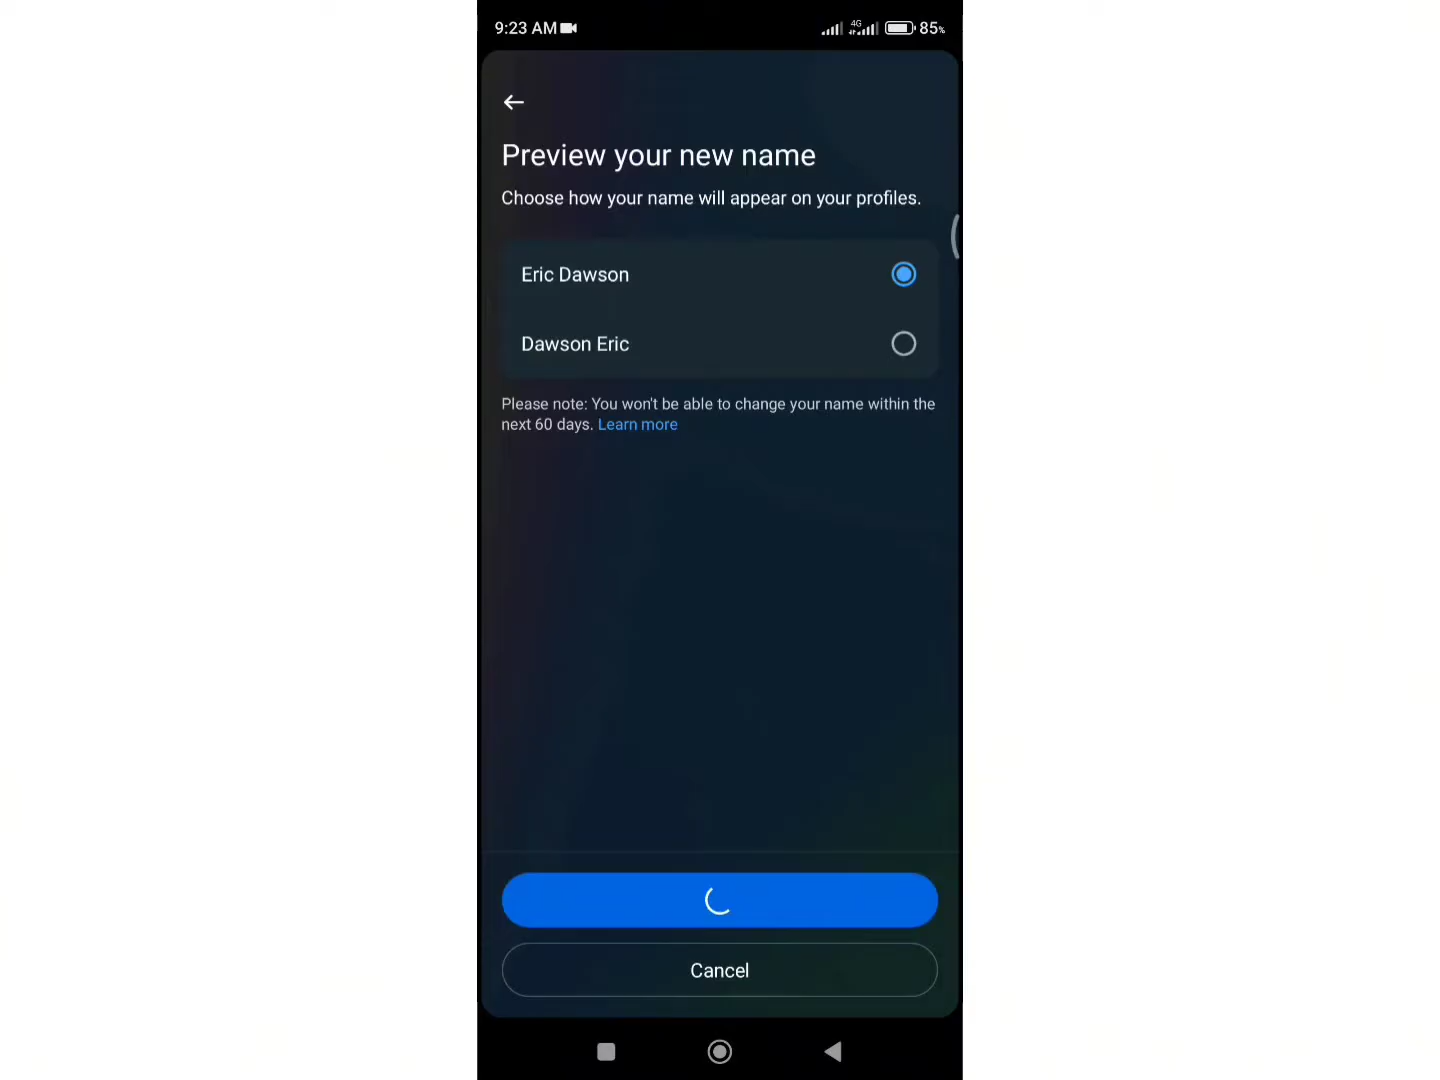 9:23 AM
4G
85%
Preview your new name
Choose how your name will appear on your profiles.
Eric Dawson
Dawson Eric
Please note: You won't be able to change your name within the
next 60 days. Learn more
Cancel